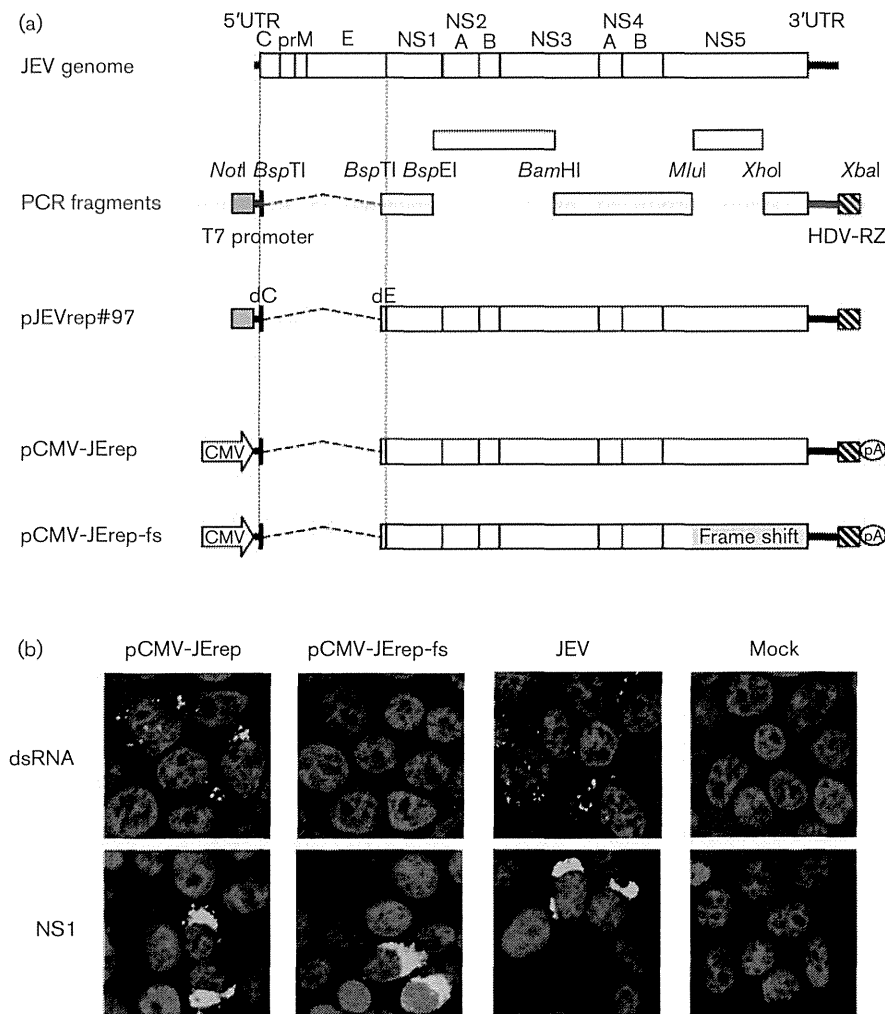 (a)
5′UTR NS2 NS4 3′UTR
C prM E NS1 A B NS3 A B NS5
JEV genome
NotI BspTI BspTI BspEI BamHI MluI XhoI XbaI
PCR fragments
T7 promoter HDV-RZ
dC dE
pJEVrep#97
pCMV-JErep CMV pA
pCMV-JErep-fs CMV Frame shift pA
(b)
pCMV-JErep pCMV-JErep-fs JEV Mock
dsRNA
NS1